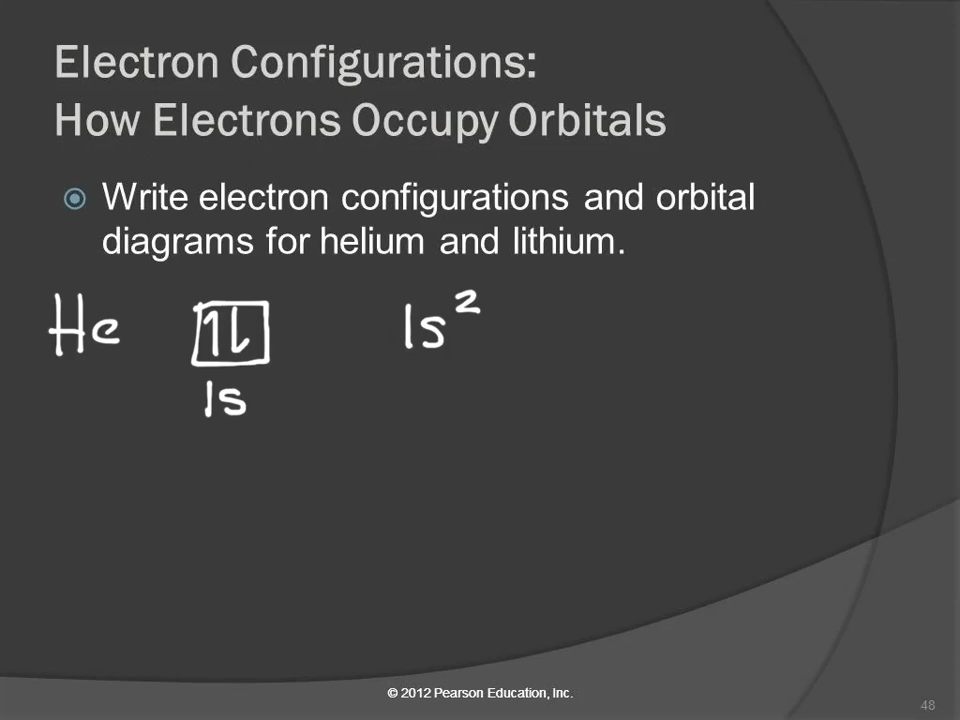 Electron Configurations:
How Electrons Occupy Orbitals
Write electron configurations and orbital
diagrams for helium and lithium.
He 1s²
1s
© 2012 Pearson Education, Inc.
48